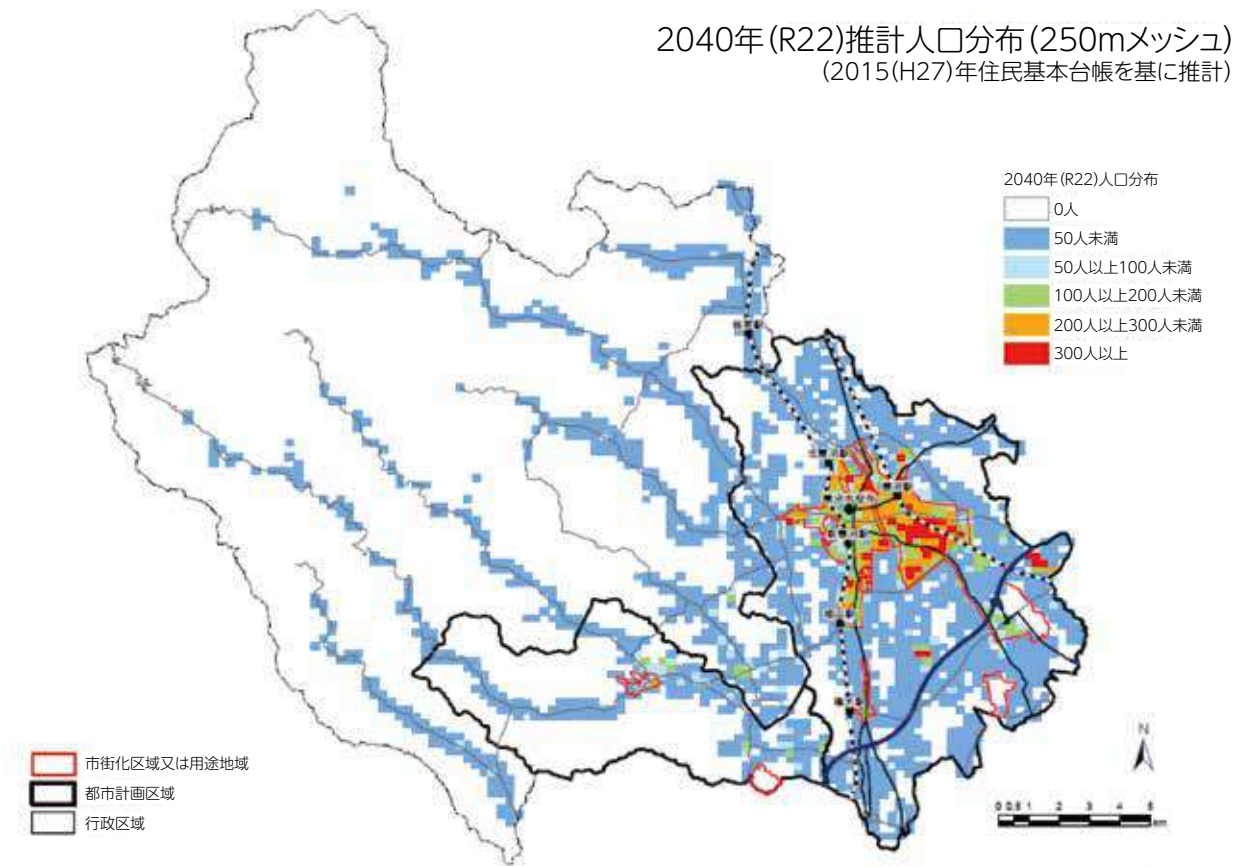 2040年(R22)推計人口分布(250mメッシュ)
(2015(H27)年住民基本台帳を基に推計)
2040年(R22)人口分布
0人
50人未満
50人以上100人未満
100人以上200人未満
200人以上300人未満
300人以上
市街化区域又は用途地域
都市計画区域
行政区域
N
0 0.5 1 2 3 4 5
km